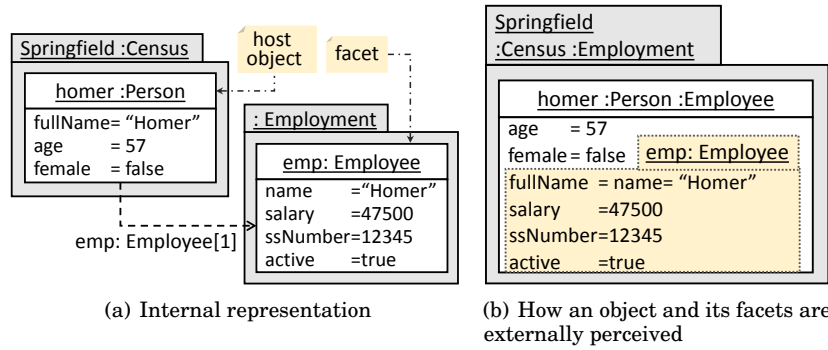 Springfield :Census
host
object
facet
homer :Person
fullName= “Homer”
age = 57
female = false
emp: Employee[1]
: Employment
emp: Employee
name =“Homer”
salary =47500
ssNumber=12345
active =true
(a) Internal representation
Springfield
:Census :Employment
homer :Person :Employee
age = 57
female = false
emp: Employee
fullName = name= “Homer”
salary =47500
ssNumber=12345
active =true
(b) How an object and its facets are
externally perceived